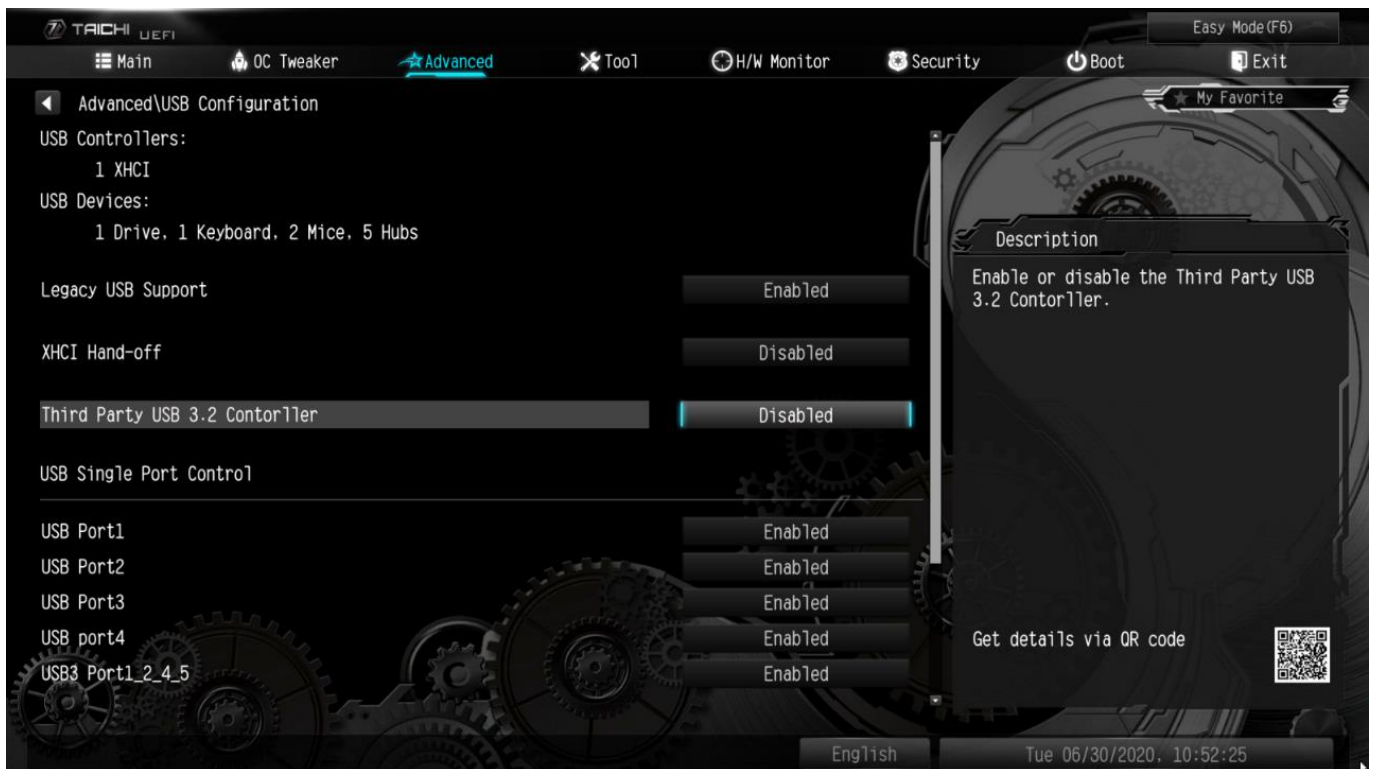 TAICHI UEFI
Easy Mode(F6)
Main OC Tweaker Advanced Tool H/W Monitor Security Boot Exit
Advanced\USB Configuration
My Favorite
USB Controllers:
1 XHCI
USB Devices:
1 Drive, 1 Keyboard, 2 Mice, 5 Hubs
Description
Legacy USB Support Enabled
Enable or disable the Third Party USB
3.2 Contorller.
XHCI Hand-off Disabled
Third Party USB 3.2 Contorller Disabled
USB Single Port Control
USB Port1 Enabled
USB Port2 Enabled
USB Port3 Enabled
USB port4 Enabled
Get details via QR code
USB3 Port1_2_4_5 Enabled
English
Tue 06/30/2020, 10:52:25